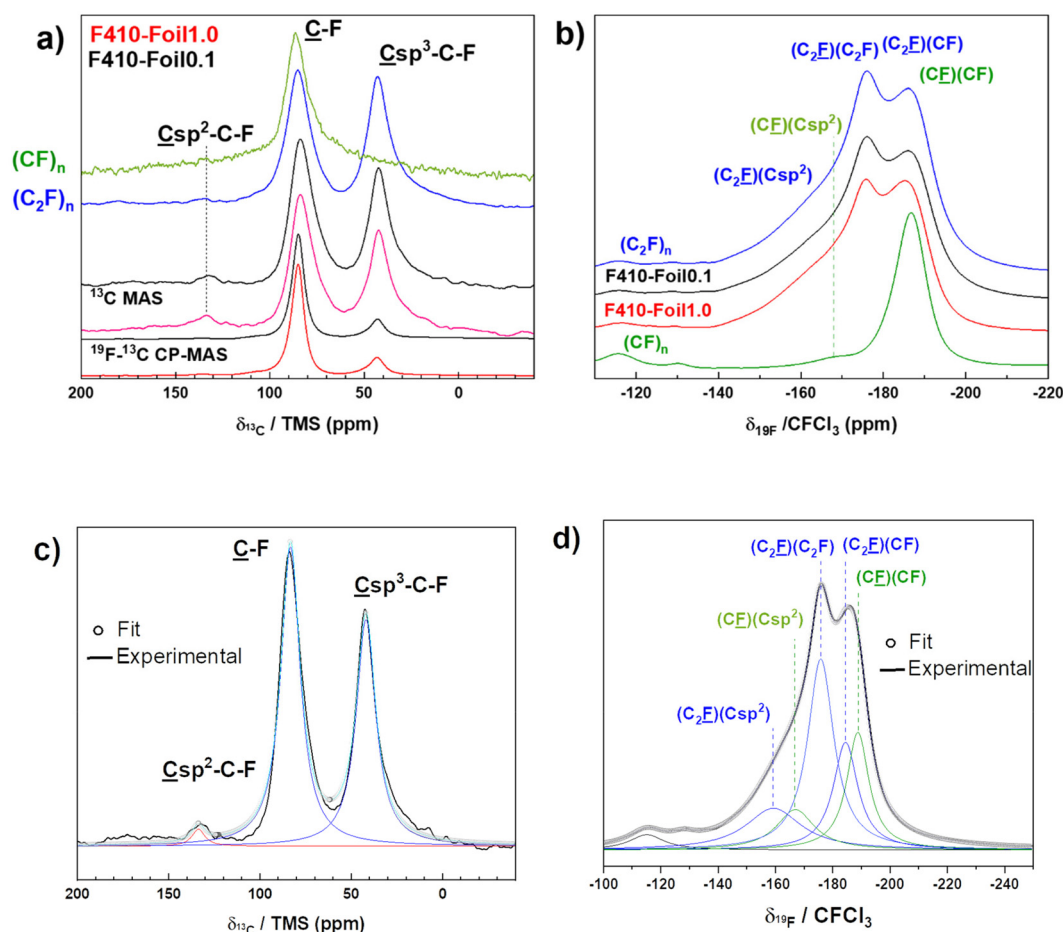 a)
F410-Foil1.0
F410-Foil0.1
C-F
Csp³-C-F
Csp²-C-F
(CF)ₙ
(C₂F)ₙ
¹³C MAS
¹⁹F-¹³C CP-MAS
200 150 100 50 0
δ₁₃C / TMS (ppm)
b)
(C₂F)(C₂F) (C₂F)(CF)
(CF)(CF)
(CF)(Csp²)
(C₂F)(Csp²)
(C₂F)ₙ
F410-Foil0.1
F410-Foil1.0
(CF)ₙ
-120 -140 -160 -180 -200 -220
δ₁₉F /CFCl₃ (ppm)
c)
C-F
Csp³-C-F
Fit
Experimental
Csp²-C-F
200 150 100 50 0
δ₁₃C / TMS (ppm)
d)
(C₂F)(C₂F) (C₂F)(CF)
(CF)(CF)
(CF)(Csp²)
Fit
Experimental
(C₂F)(Csp²)
-100 -120 -140 -160 -180 -200 -220 -240
δ₁₉F / CFCl₃